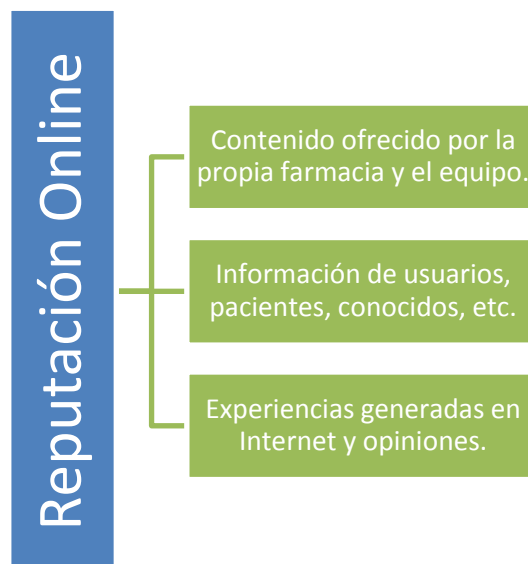 Reputación Online
Contenido ofrecido por la
propia farmacia y el equipo.
Información de usuarios,
pacientes, conocidos, etc.
Experiencias generadas en
Internet y opiniones.